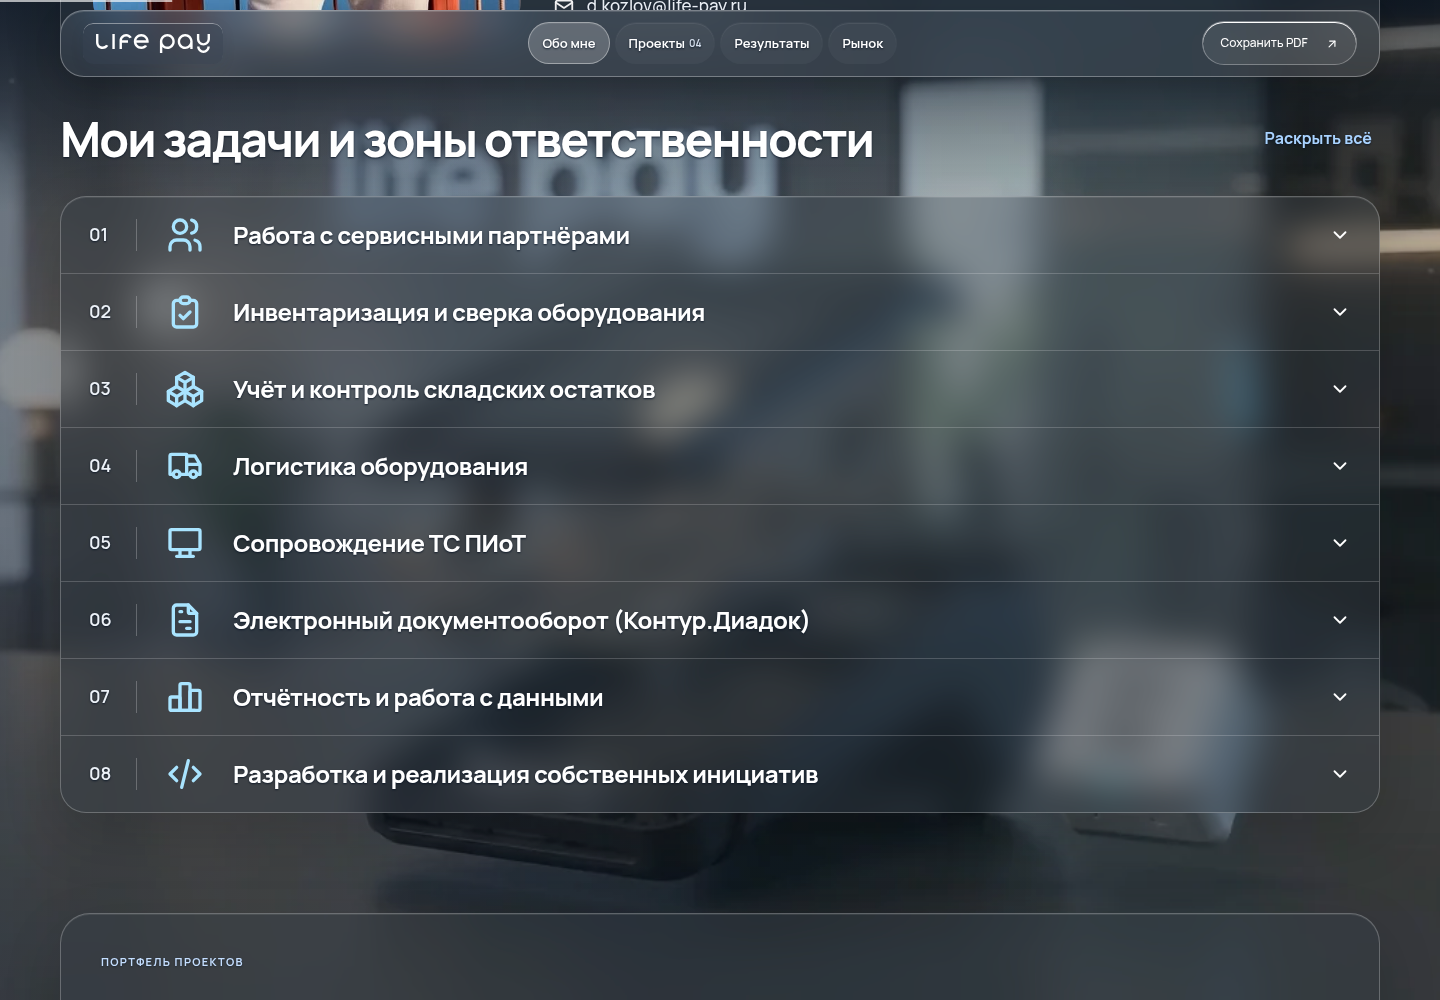 d.kozlov@life-pay.ru
life pay
Обо мне
Проекты 04
Результаты
Рынок
Сохранить PDF
Мои задачи и зоны ответственности
Раскрыть всё
life pay
01 Работа с сервисными партнёрами
02 Инвентаризация и сверка оборудования
03 Учёт и контроль складских остатков
04 Логистика оборудования
05 Сопровождение ТС ПИоТ
06 Электронный документооборот (Контур.Диадок)
07 Отчётность и работа с данными
08 Разработка и реализация собственных инициатив
ПОРТФЕЛЬ ПРОЕКТОВ